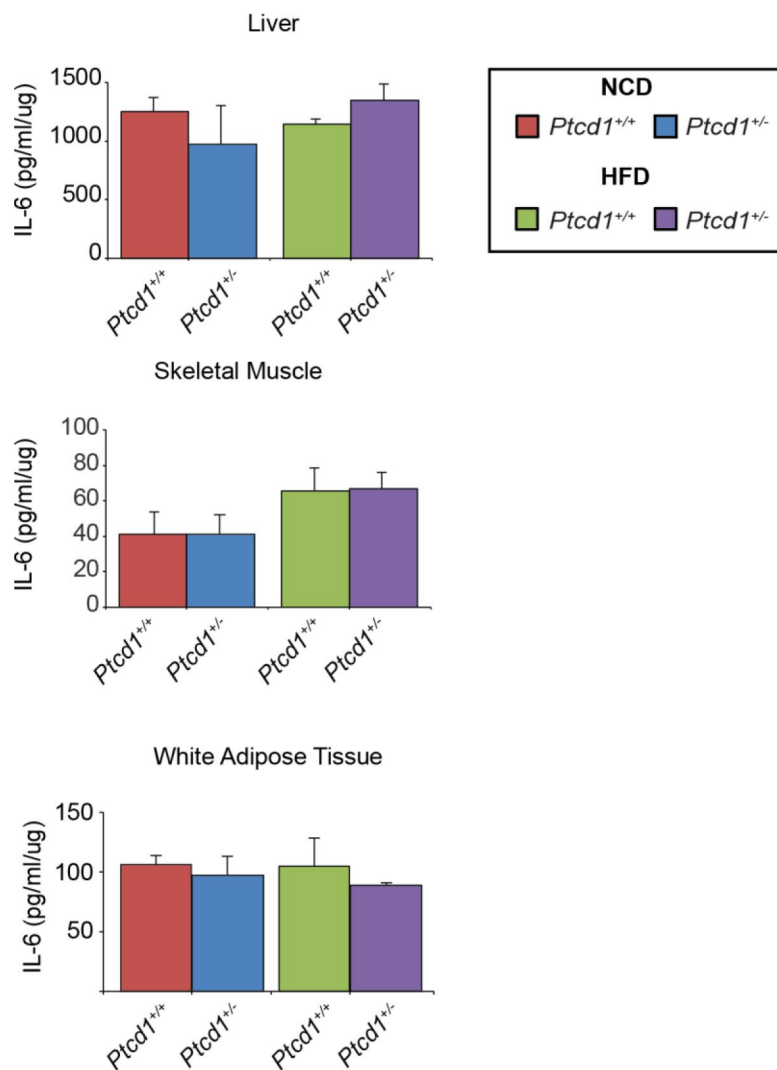 Liver
IL-6 (pg/ml/ug)
1500
1000
500
0
Ptcd1+/+
Ptcd1+/-
Ptcd1+/+
Ptcd1+/-
NCD
Ptcd1+/+ Ptcd1+/-
HFD
Ptcd1+/+ Ptcd1+/-
Skeletal Muscle
IL-6 (pg/ml/ug)
100
80
60
40
20
0
Ptcd1+/+
Ptcd1+/-
Ptcd1+/+
Ptcd1+/-
White Adipose Tissue
IL-6 (pg/ml/ug)
150
100
50
Ptcd1+/+
Ptcd1+/-
Ptcd1+/+
Ptcd1+/-